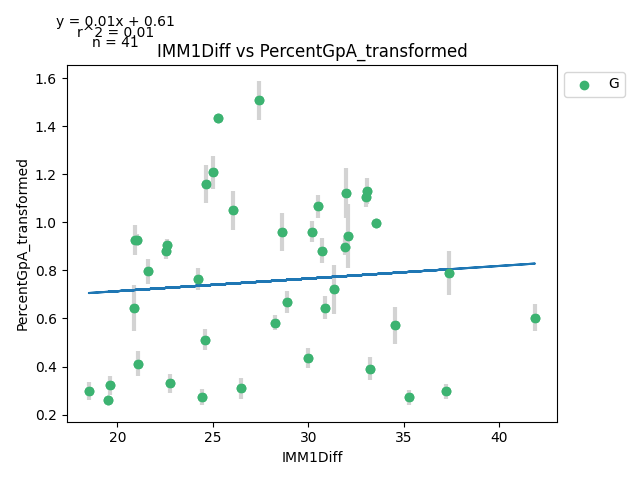 y = 0.01x + 0.61
r^2 = 0.01
n = 41
IMM1Diff vs PercentGpA_transformed
G
PercentGpA_transformed
1.6
1.4
1.2
1.0
0.8
0.6
0.4
0.2
20
25
30
35
40
IMM1Diff